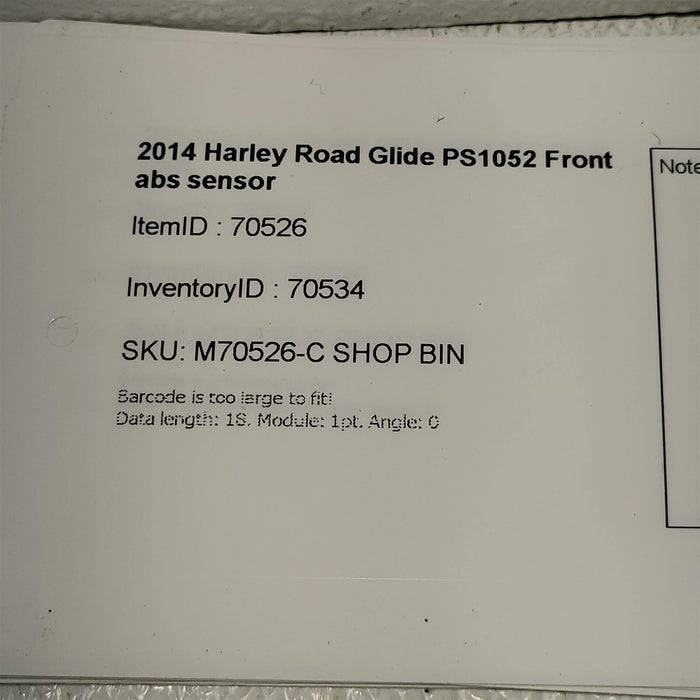 2014 Harley Road Glide PS1052 Front
abs sensor
ItemID : 70526
InventoryID : 70534
SKU: M70526-C SHOP BIN
Barcode is too large to fit!
Data length: 18. Module: 1pt. Angle: 0
Note